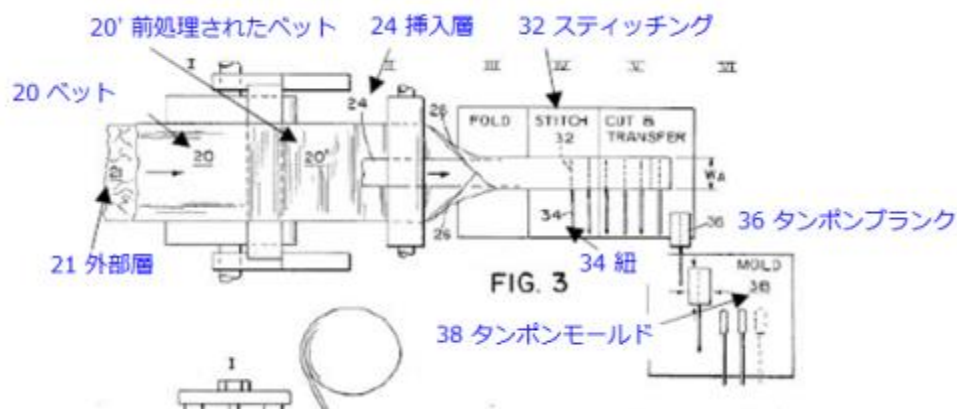 20' 前処理されたベット
24 挿入層
32 スティッチング
I
II
III
IV
V
VI
20 ベット
24
26
FOLD
STITCH
CUT &
TRANSFER
32
20
20'
21
WA
34
26
36
36 タンポンブランク
21 外部層
34 紐
FIG. 3
MOLD
38
38 タンポンモールド
I